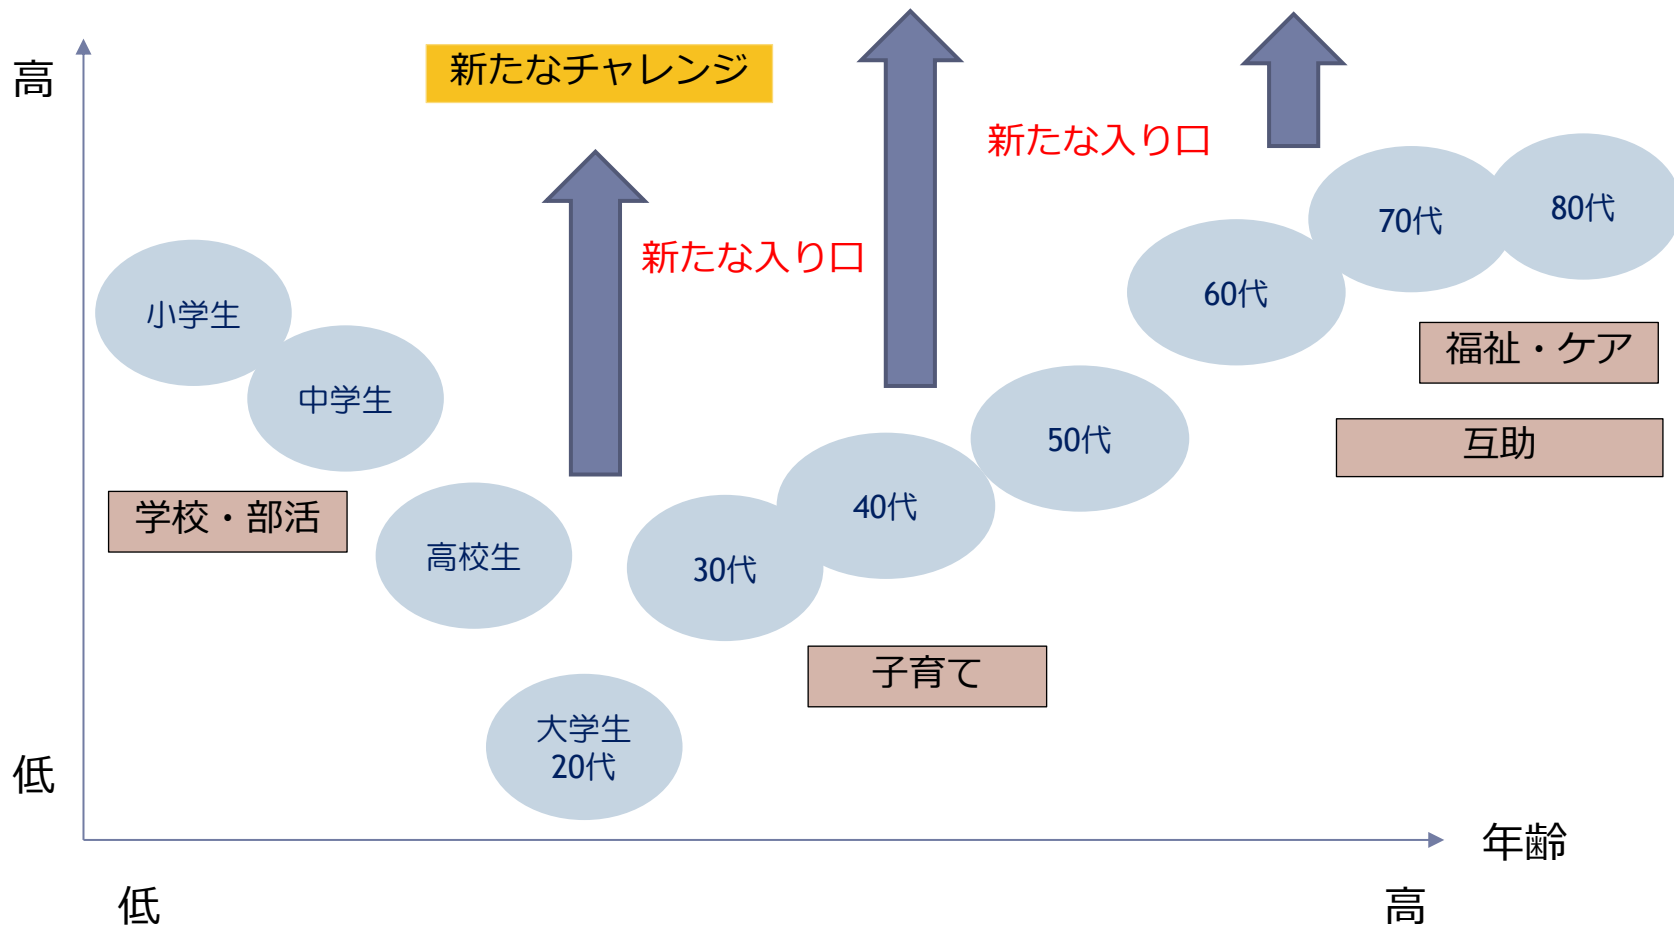 高
新たなチャレンジ
新たな入り口
新たな入り口
小学生
中学生
高校生
大学生
20代
30代
40代
50代
60代
70代
80代
学校・部活
子育て
福祉・ケア
互助
低
年齢
低
高